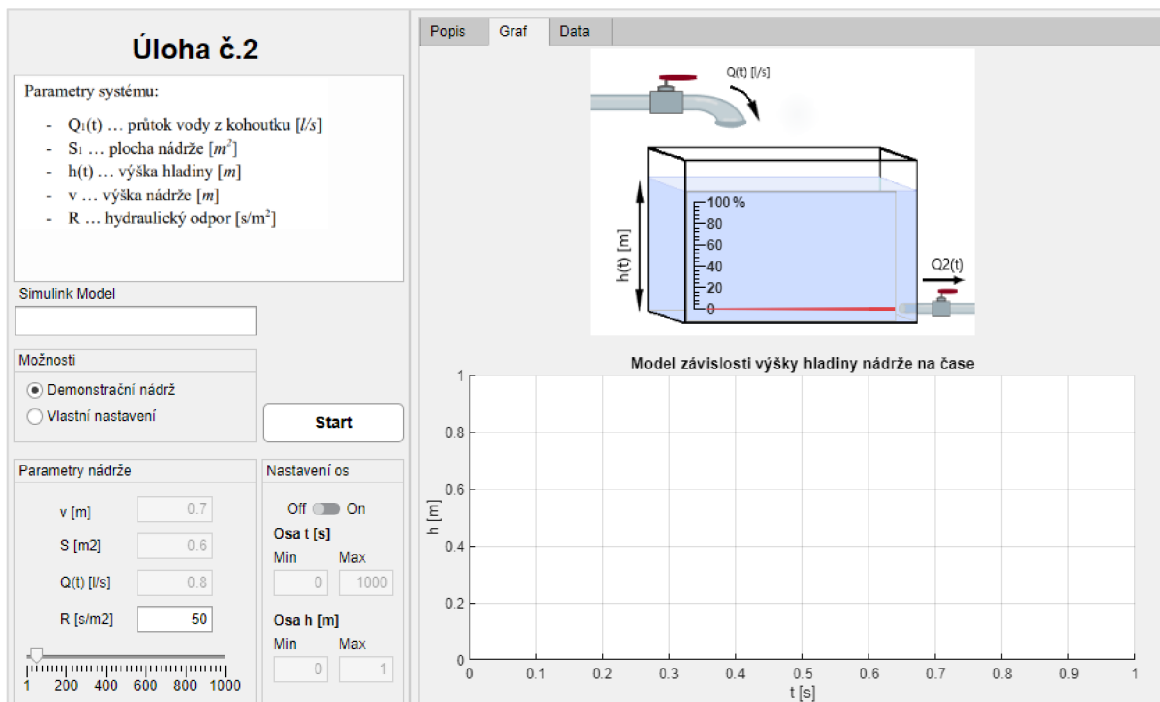 Úloha č.2
Parametry systému:
- Q₁(t) … průtok vody z kohoutku [l/s]
- S₁ … plocha nádrže [m²]
- h(t) … výška hladiny [m]
- v … výška nádrže [m]
- R … hydraulický odpor [s/m²]
Simulink Model
Možnosti
Demonstrační nádrž
Vlastní nastavení
Start
Parametry nádrže
v [m] 0.7
S [m2] 0.6
Q(t) [l/s] 0.8
R [s/m2] 50
1 200 400 600 800 1000
Nastavení os
Off On
Osa t [s]
Min Max
0 1000
Osa h [m]
Min Max
0 1
Popis Graf Data
Q(t) [l/s]
100 %
80
60
40
20
0
h(t) [m]
Q2(t)
Model závislosti výšky hladiny nádrže na čase
1
0.8
0.6
0.4
0.2
0
h [m]
0 0.1 0.2 0.3 0.4 0.5 0.6 0.7 0.8 0.9 1
t [s]